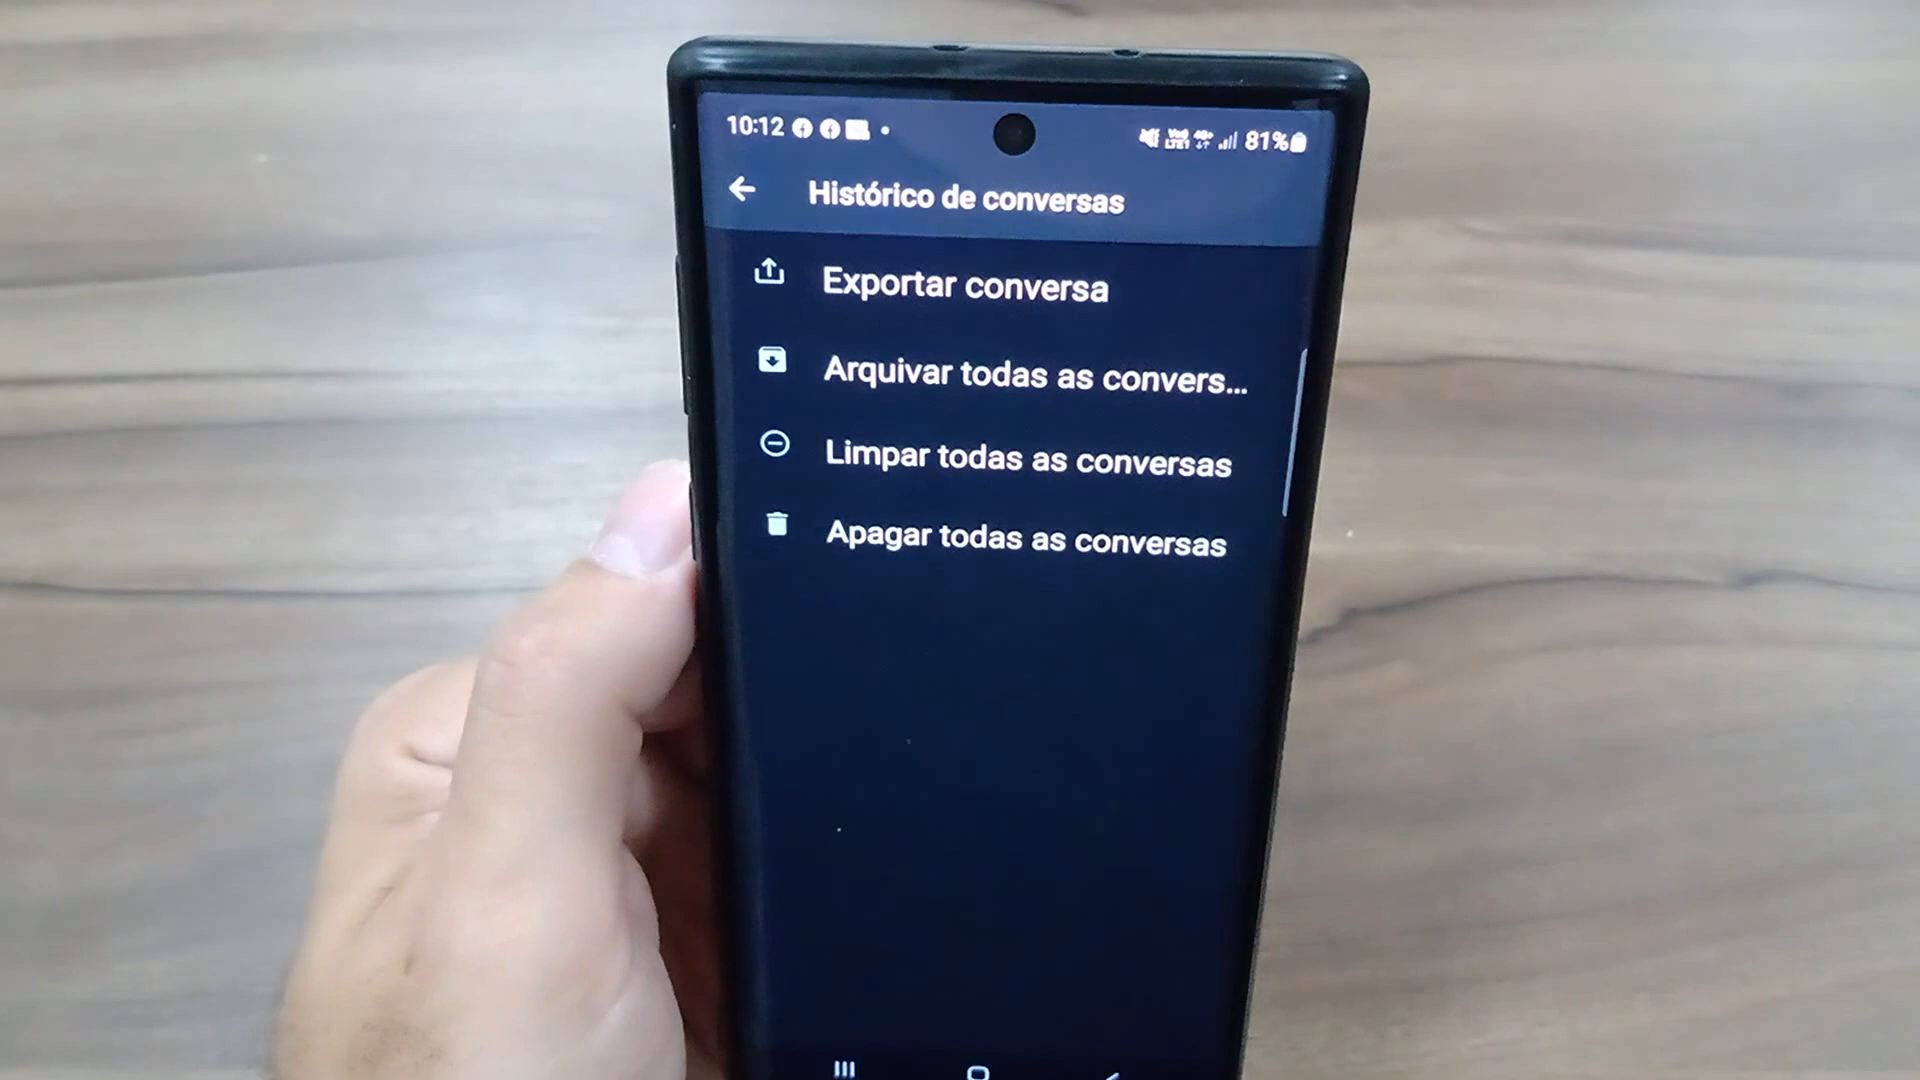 10:12 81%
Histórico de conversas
Exportar conversa
Arquivar todas as convers...
Limpar todas as conversas
Apagar todas as conversas